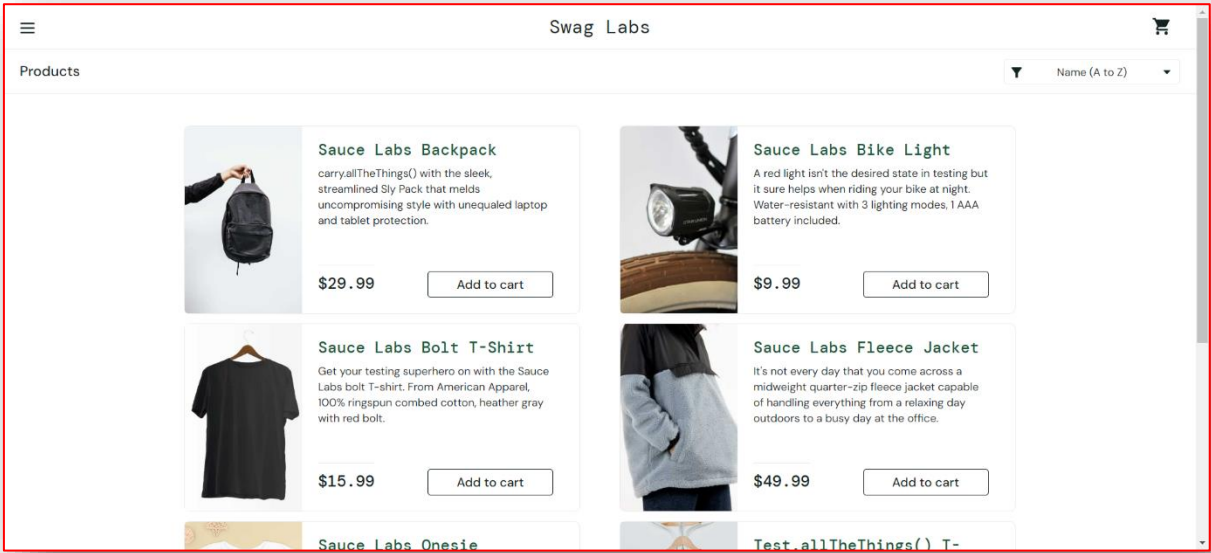 Swag Labs
Products
Name (A to Z)
Sauce Labs Backpack
carry.allTheThings() with the sleek,
streamlined Sly Pack that melds
uncompromising style with unequaled laptop
and tablet protection.
$29.99
Add to cart
Sauce Labs Bike Light
A red light isn't the desired state in testing but
it sure helps when riding your bike at night.
Water-resistant with 3 lighting modes, 1 AAA
battery included.
$9.99
Add to cart
Sauce Labs Bolt T-Shirt
Get your testing superhero on with the Sauce
Labs bolt T-shirt. From American Apparel,
100% ringspun combed cotton, heather gray
with red bolt.
$15.99
Add to cart
Sauce Labs Fleece Jacket
It's not every day that you come across a
midweight quarter-zip fleece jacket capable
of handling everything from a relaxing day
outdoors to a busy day at the office.
$49.99
Add to cart
Sauce Labs Onesie
Test.allTheThings() T-